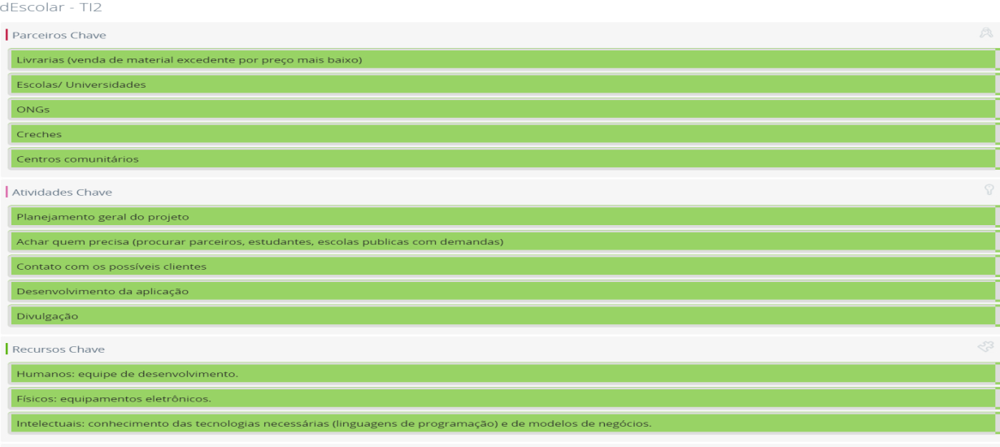 dEscolar - TI2
Parceiros Chave
Livrarias (venda de material excedente por preço mais baixo)
Escolas/ Universidades
ONGs
Creches
Centros comunitários
Atividades Chave
Planejamento geral do projeto
Achar quem precisa (procurar parceiros, estudantes, escolas publicas com demandas)
Contato com os possíveis clientes
Desenvolvimento da aplicação
Divulgação
Recursos Chave
Humanos: equipe de desenvolvimento.
Físicos: equipamentos eletrônicos.
Intelectuais: conhecimento das tecnologias necessárias (linguagens de programação) e de modelos de negócios.